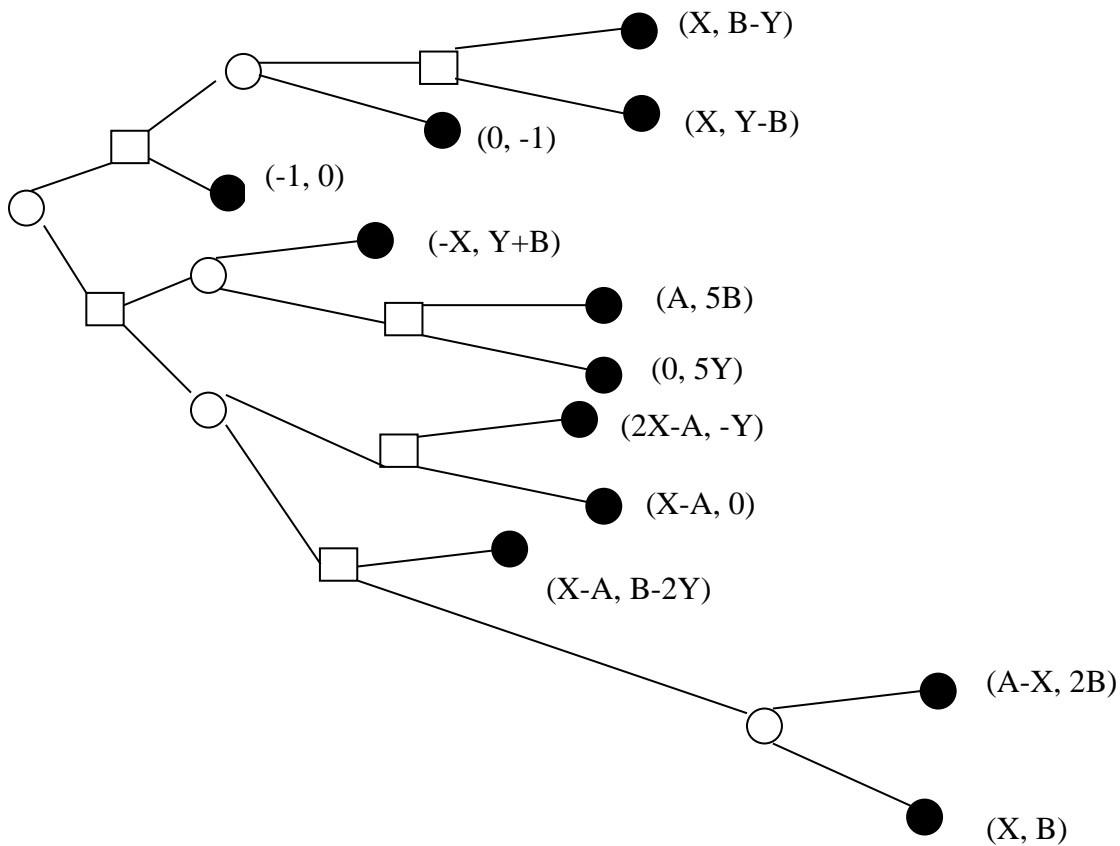 (X, B-Y)
(X, Y-B)
(0, -1)
(-1, 0)
(-X, Y+B)
(A, 5B)
(0, 5Y)
(2X-A, -Y)
(X-A, 0)
(X-A, B-2Y)
(A-X, 2B)
(X, B)